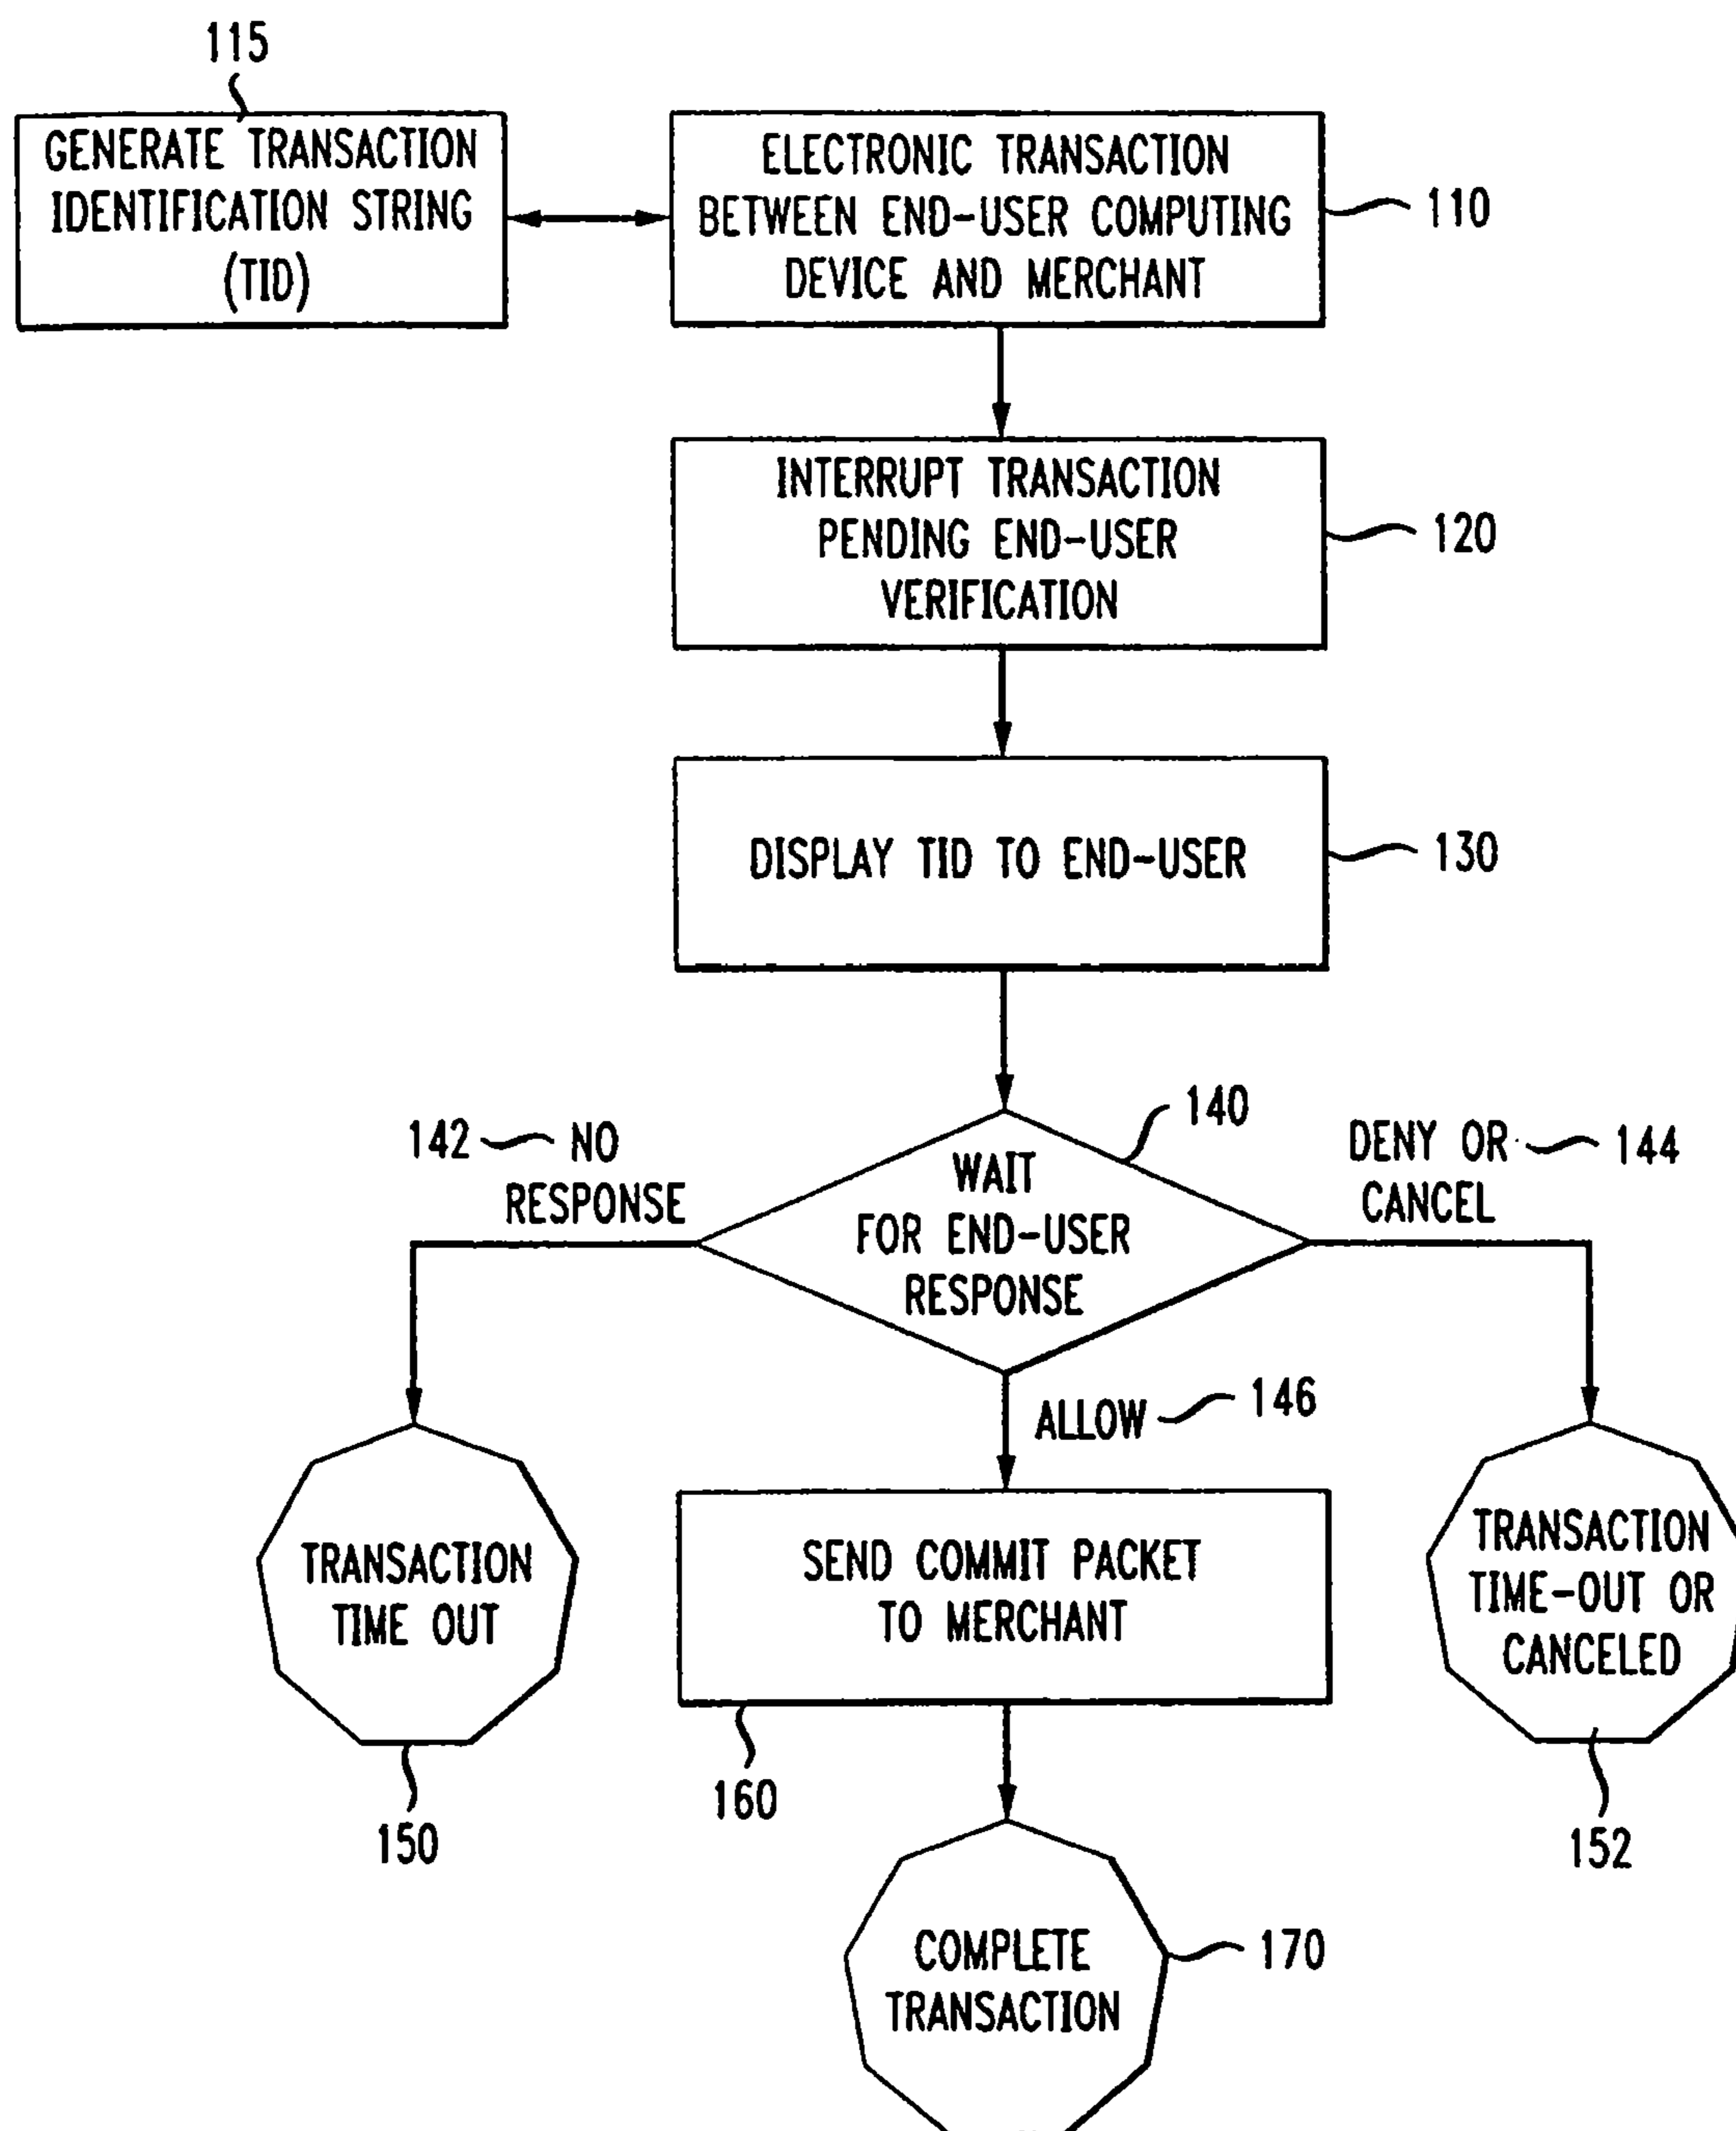 115
GENERATE TRANSACTION
IDENTIFICATION STRING
(TID)
ELECTRONIC TRANSACTION
BETWEEN END-USER COMPUTING
DEVICE AND MERCHANT
110
INTERRUPT TRANSACTION
PENDING END-USER
VERIFICATION
120
DISPLAY TID TO END-USER
130
140
142
NO
RESPONSE
WAIT
FOR END-USER
RESPONSE
DENY OR
CANCEL
144
ALLOW
146
TRANSACTION
TIME OUT
150
SEND COMMIT PACKET
TO MERCHANT
160
TRANSACTION
TIME-OUT OR
CANCELED
152
COMPLETE
TRANSACTION
170